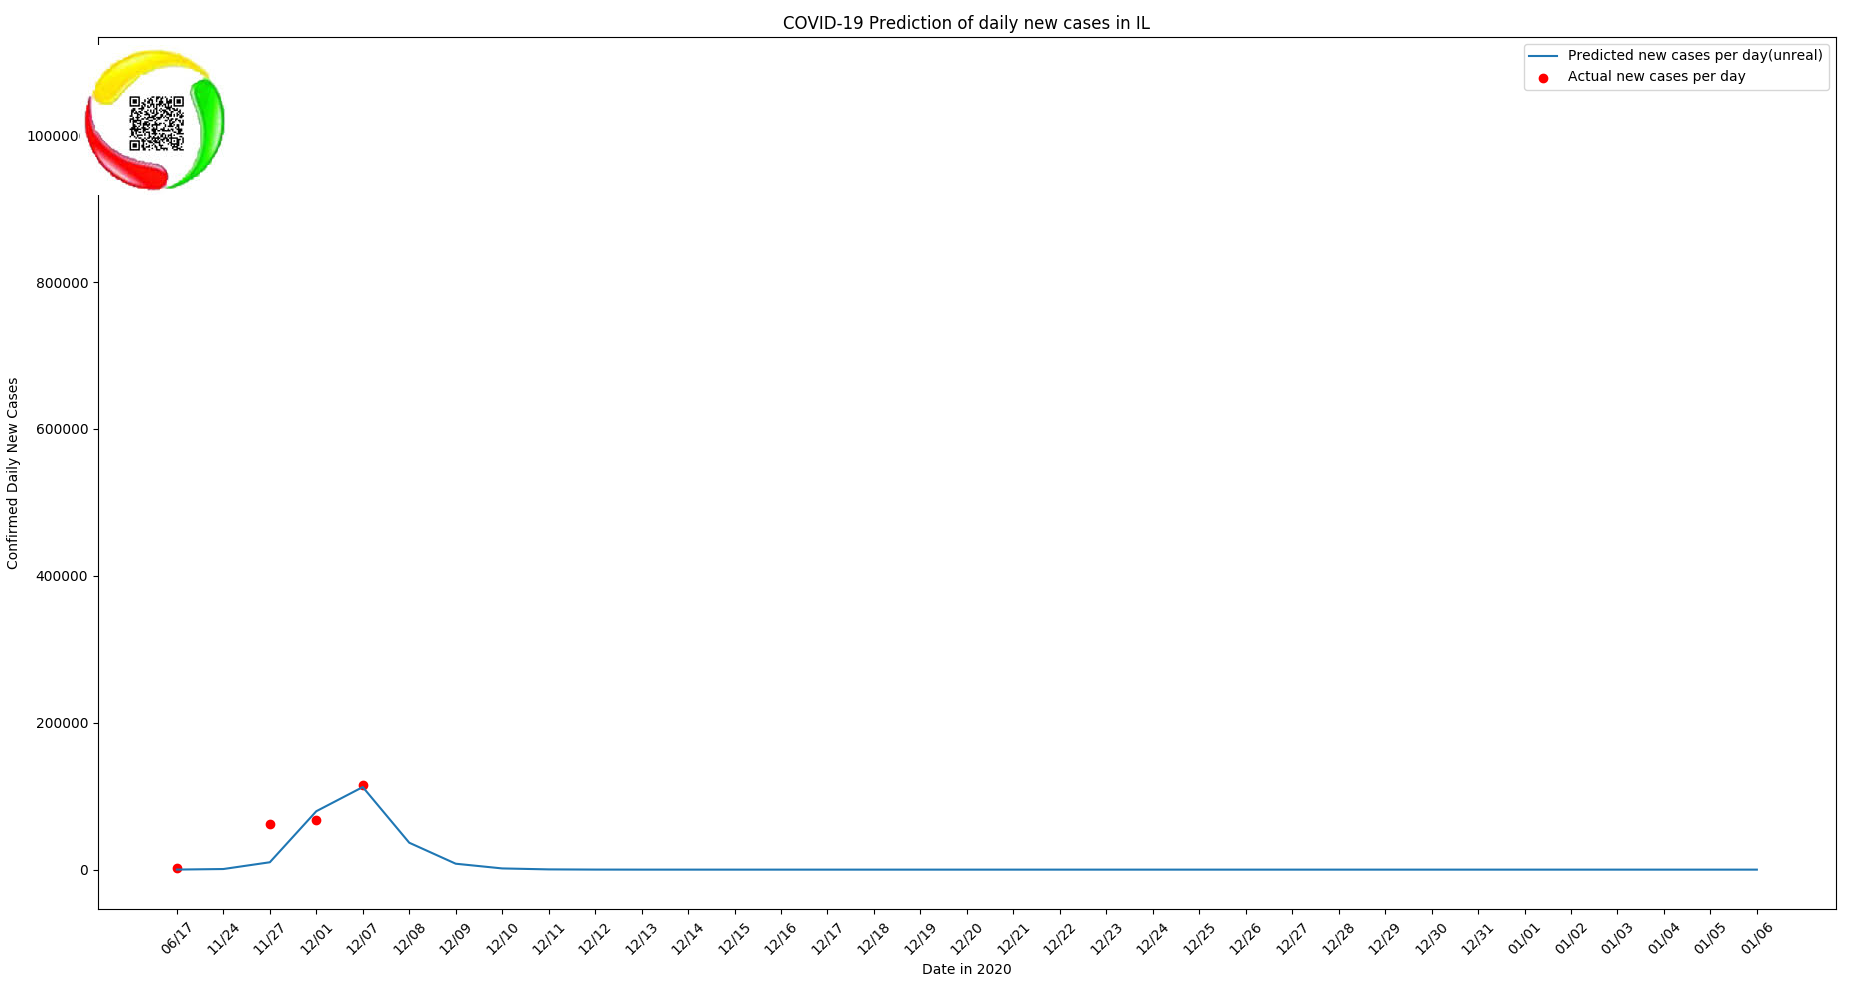 COVID-19 Prediction of daily new cases in IL
Predicted new cases per day(unreal)
Actual new cases per day
1000000
800000
600000
400000
200000
0
Confirmed Daily New Cases
06/17 11/24 11/27 12/01 12/07 12/08 12/09 12/10 12/11 12/12 12/13 12/14 12/15 12/16 12/17 12/18 12/19 12/20 12/21 12/22 12/23 12/24 12/25 12/26 12/27 12/28 12/29 12/30 12/31 01/01 01/02 01/03 01/04 01/05 01/06
Date in 2020